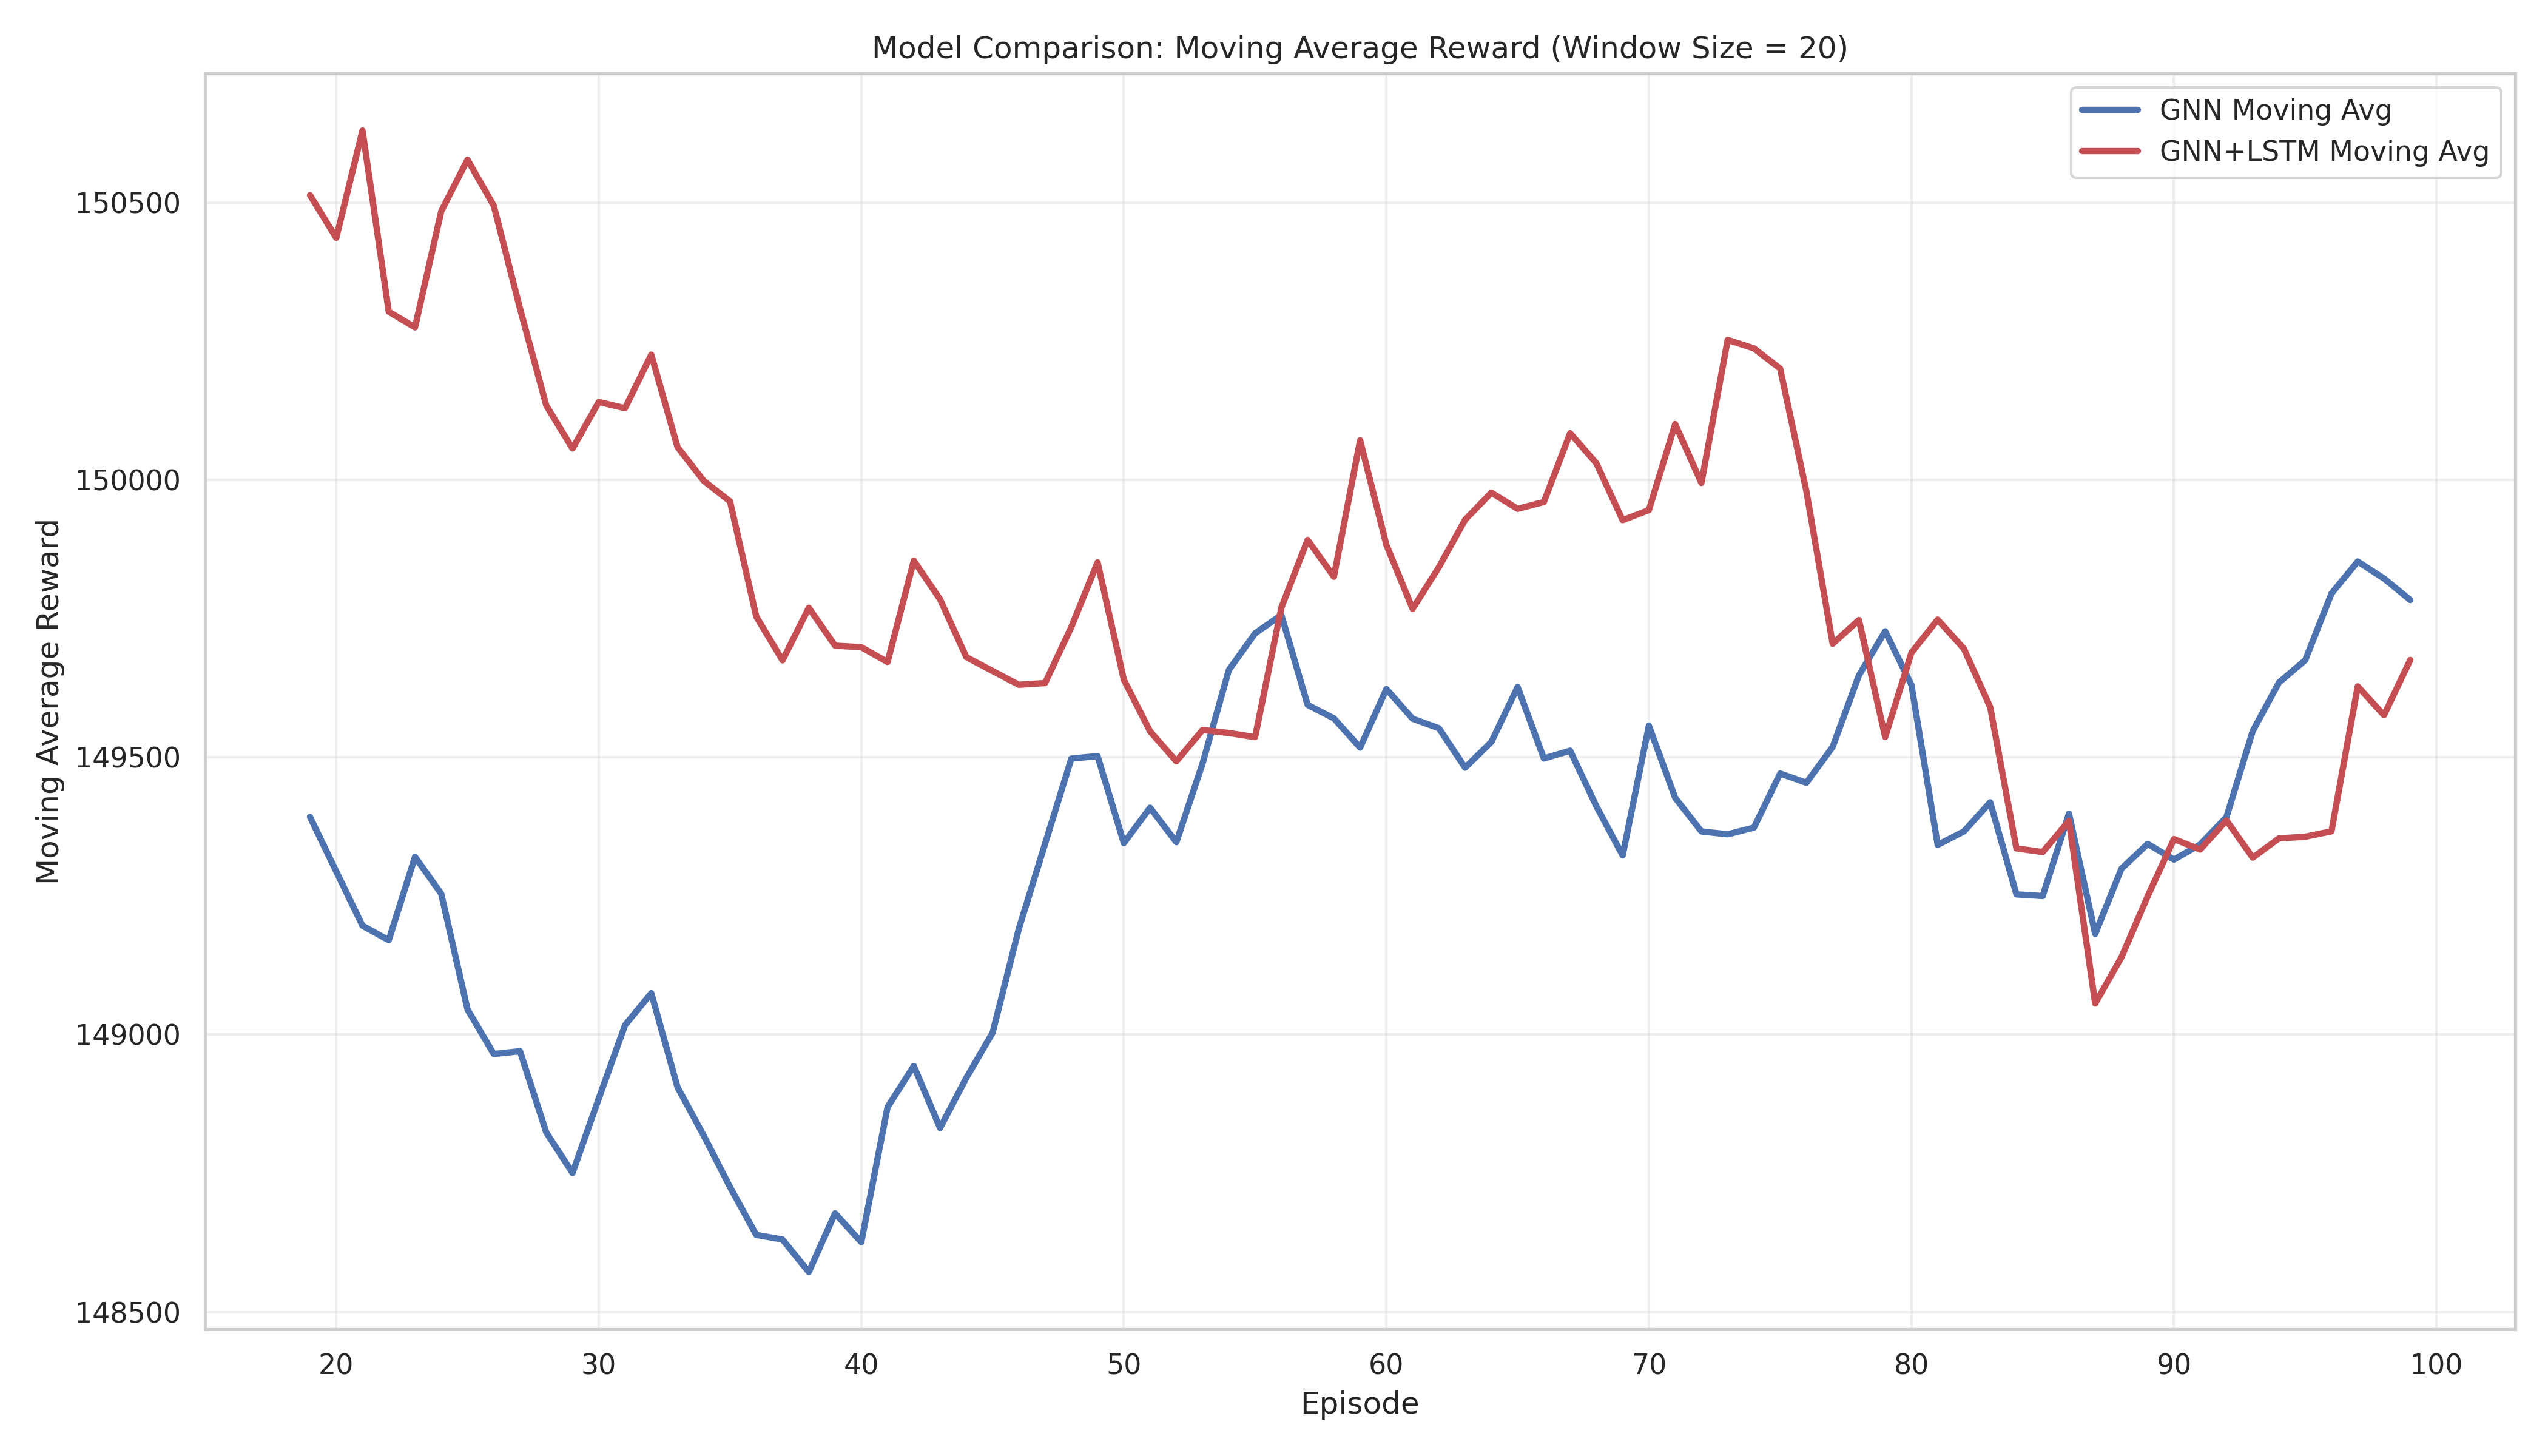 Model Comparison: Moving Average Reward (Window Size = 20)
GNN Moving Avg
GNN+LSTM Moving Avg
150500
150000
149500
149000
148500
Moving Average Reward
20 30 40 50 60 70 80 90 100
Episode